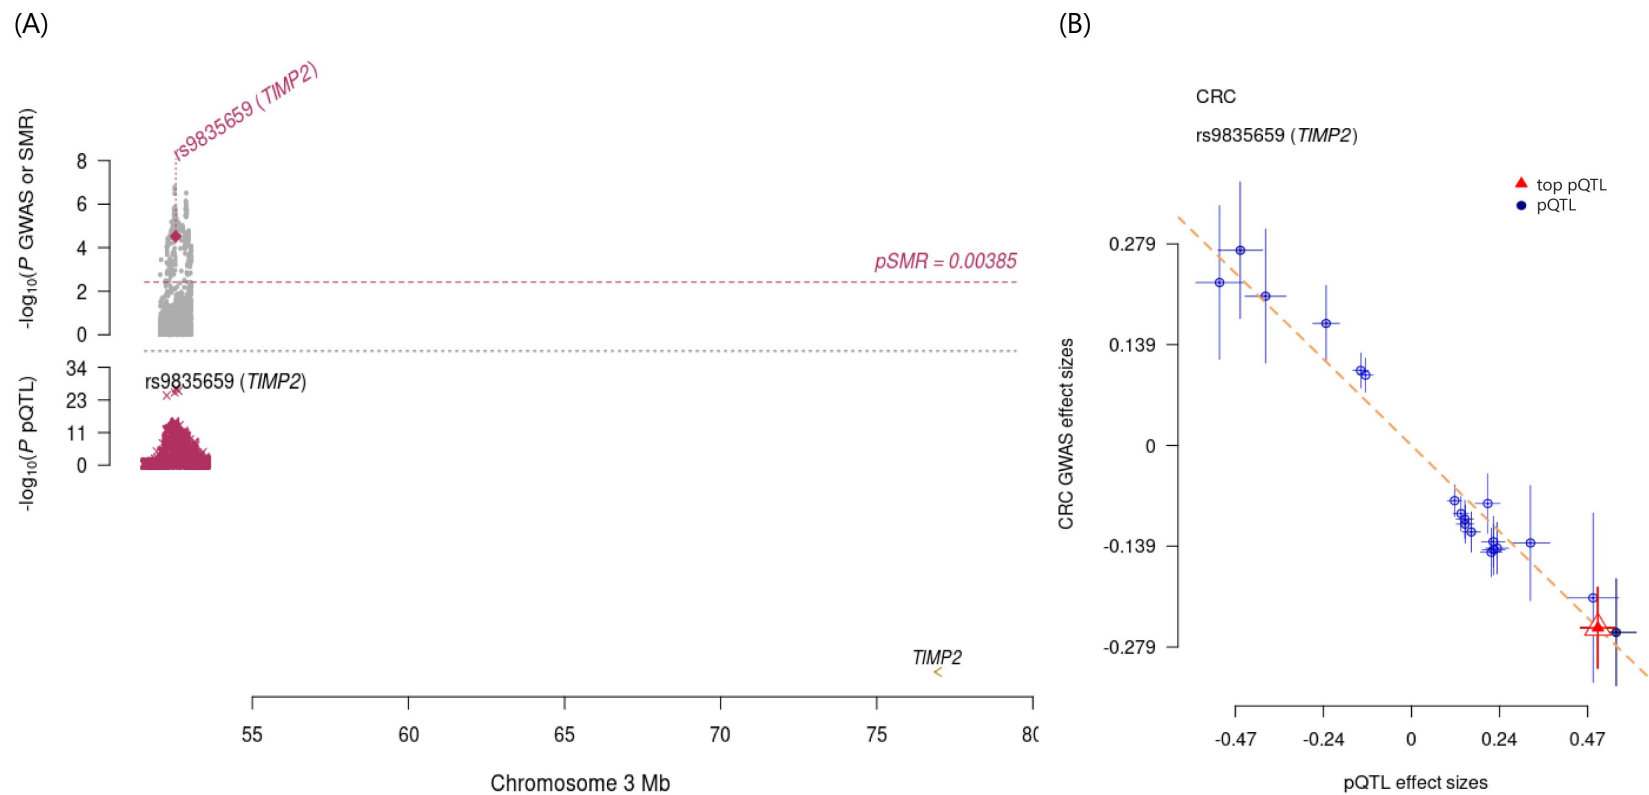 (A)
rs9835659 (TIMP2)
-log10(P GWAS or SMR)
8
6
4
2
0
pSMR = 0.00385
-log10(P pQTL)
34
23
11
0
rs9835659 (TIMP2)
TIMP2
55 60 65 70 75 80
Chromosome 3 Mb
(B)
CRC
rs9835659 (TIMP2)
top pQTL
pQTL
CRC GWAS effect sizes
0.279
0.139
0
-0.139
-0.279
-0.47 -0.24 0 0.24 0.47
pQTL effect sizes